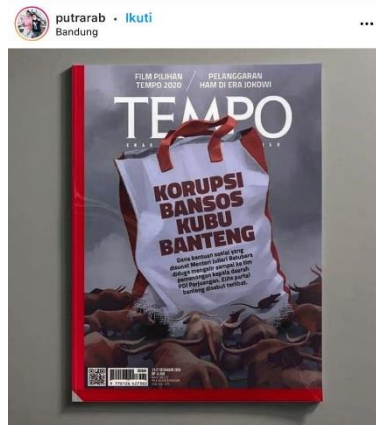 putrarab • Ikuti
Bandung
FILM PILIHAN
TEMPO 2020
PELANGGARAN
HAM DI ERA JOKOWI
TEMPO
KORUPSI
BANSOS
KUBU
BANTENG
Dana bantuan sosial yang
disunat Menteri Juliari Batubara
diduga mengalir sampai ke tim
pemenangan kepala daerah
PDI Perjuangan. Elite partai
banteng disebut terlibat.